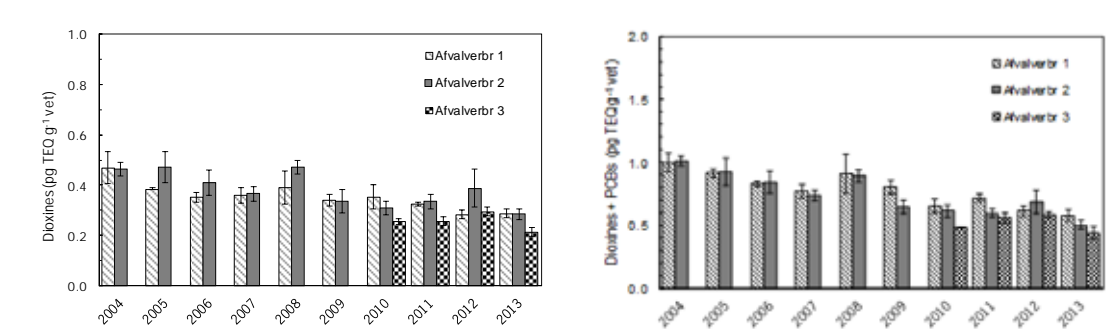 Dioxines (pg TEQ g⁻¹ vet)
1.0
0.8
0.6
0.4
0.2
0.0
Afvalverbr 1
Afvalverbr 2
Afvalverbr 3
2004 2005 2006 2007 2008 2009 2010 2011 2012 2013
Dioxines + PCBs (pg TEQ g⁻¹ vet)
2.0
1.5
1.0
0.5
0.0
Afvalverbr 1
Afvalverbr 2
Afvalverbr 3
2004 2005 2006 2007 2008 2009 2010 2011 2012 2013